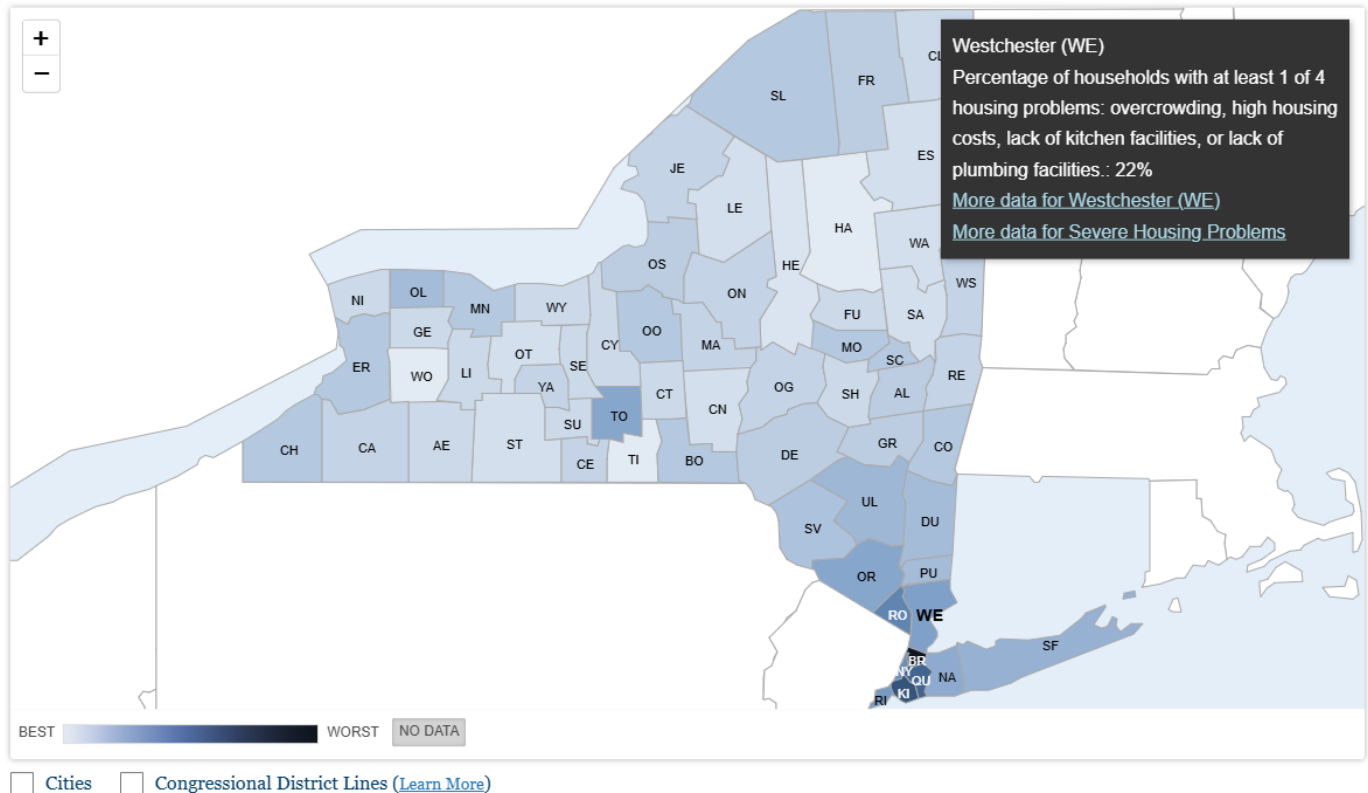 +
−
Westchester (WE)
Percentage of households with at least 1 of 4
housing problems: overcrowding, high housing
costs, lack of kitchen facilities, or lack of
plumbing facilities.: 22%
More data for Westchester (WE)
More data for Severe Housing Problems
SL
FR
JE
LE
ES
HA
HE
WA
OS
ON
WS
NI
OL
MN
WY
FU
SA
GE
OO
MO
CY
MA
SC
OT
ER
WO
LI
SE
YA
OG
SH
AL
RE
CT
CN
TO
SU
CH
CA
AE
ST
CE
TI
BO
DE
GR
CO
UL
SV
DU
OR
PU
RO
WE
SF
BR
NY
QU
NA
KI
RI
BEST
WORST
NO DATA
Cities
Congressional District Lines (Learn More)